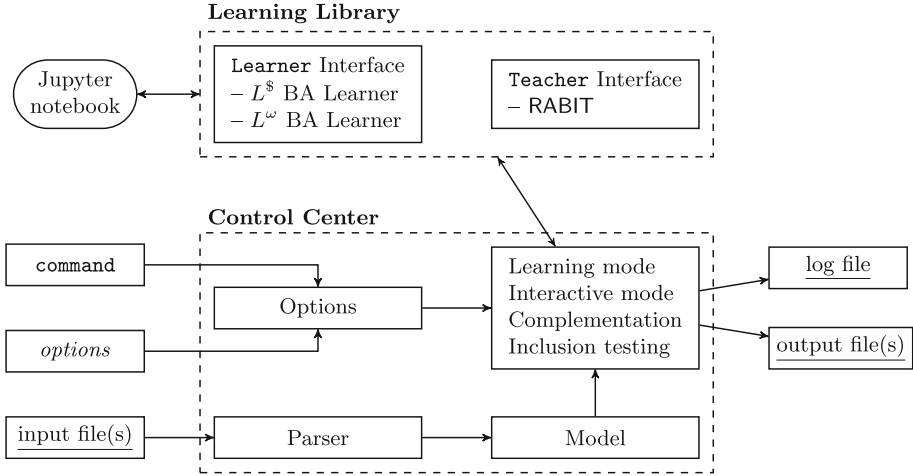 Learning Library
Jupyter
notebook
Learner Interface
– L$ BA Learner
– Lω BA Learner
Teacher Interface
– RABIT
Control Center
command
options
input file(s)
Options
Parser
Learning mode
Interactive mode
Complementation
Inclusion testing
Model
log file
output file(s)